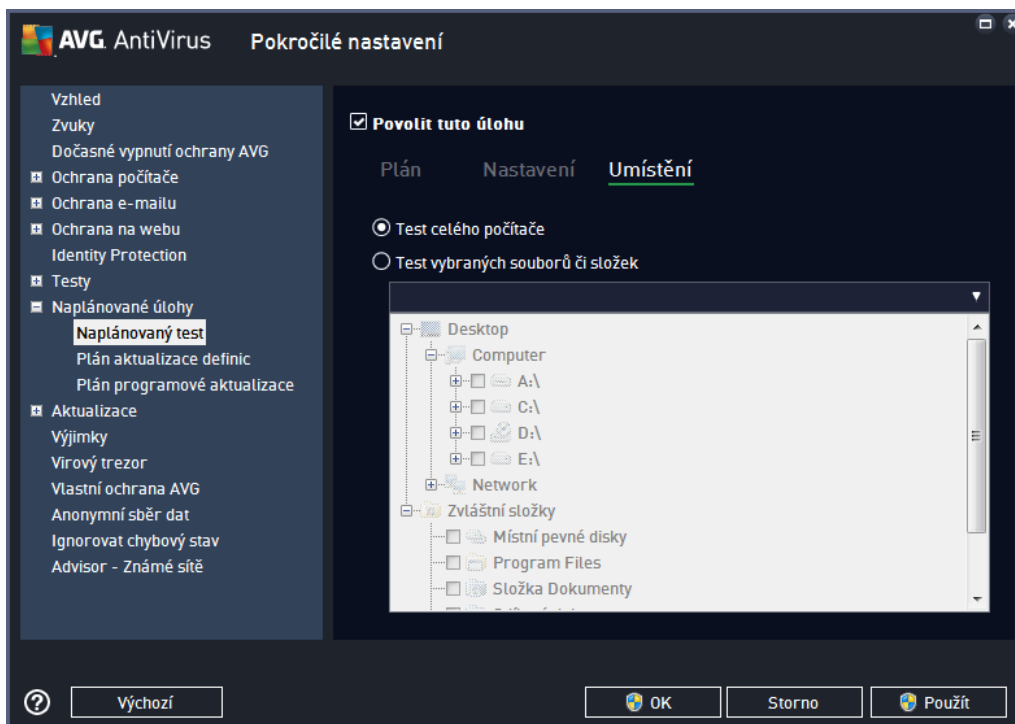 AVG AntiVirus Pokročilé nastavení
Vzhled
Zvuky
Dočasné vypnutí ochrany AVG
Ochrana počítače
Ochrana e-mailu
Ochrana na webu
Identity Protection
Testy
Naplánované úlohy
Naplánovaný test
Plán aktualizace definic
Plán programové aktualizace
Aktualizace
Výjimky
Virový trezor
Vlastní ochrana AVG
Anonymní sběr dat
Ignorovat chybový stav
Advisor - Známé sítě
Povolit tuto úlohu
Plán Nastavení Umístění
Test celého počítače
Test vybraných souborů či složek
Desktop
Computer
A:\
C:\
D:\
E:\
Network
Zvláštní složky
Místní pevné disky
Program Files
Složka Dokumenty
? Výchozí OK Storno Použít